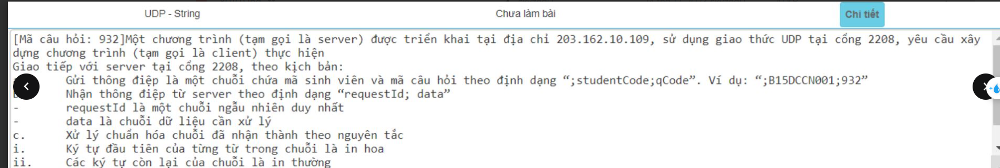 UDP - String Chưa làm bài Chi tiết
[Mã câu hỏi: 932]Một chương trình (tạm gọi là server) được triển khai tại địa chỉ 203.162.10.109, sử dụng giao thức UDP tại cổng 2208, yêu cầu xây
dựng chương trình (tạm gọi là client) thực hiện
Giao tiếp với server tại cổng 2208, theo kịch bản:
Gửi thông điệp là một chuỗi chứa mã sinh viên và mã câu hỏi theo định dạng “;studentCode;qCode”. Ví dụ: “;B15DCCN001;932”
Nhận thông điệp từ server theo định dạng “requestId; data”
- requestId là một chuỗi ngẫu nhiên duy nhất
- data là chuỗi dữ liệu cần xử lý
c. Xử lý chuẩn hóa chuỗi đã nhận thành theo nguyên tắc
i. Ký tự đầu tiên của từng từ trong chuỗi là in hoa
ii. Các ký tự còn lại của chuỗi là in thường